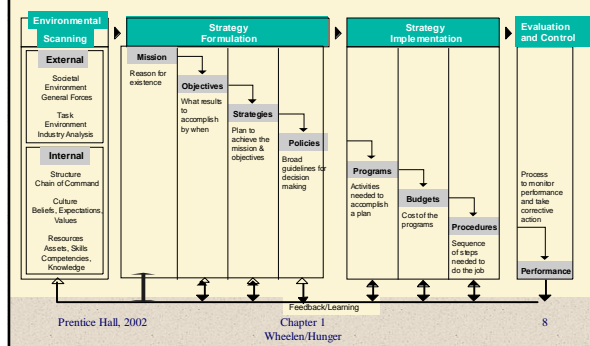 Environmental
Scanning
External
Societal
Environment
General Forces
Task
Environment
Industry Analysis
Internal
Structure
Chain of Command
Culture
Beliefs, Expectations,
Values
Resources
Assets, Skills
Competencies,
Knowledge
Strategy
Formulation
Mission
Reason for
existence
Objectives
What results
to
accomplish
by when
Strategies
Plan to
achieve the
mission &
objectives
Policies
Broad
guidelines for
decision
making
Strategy
Implementation
Programs
Activities
needed to
accomplish
a plan
Budgets
Cost of the
programs
Procedures
Sequence
of steps
needed to
do the job
Evaluation
and Control
Process
to monitor
performance
and take
corrective
action
Performance
Feedback/Learning
Prentice Hall, 2002
Chapter 1
Wheelen/Hunger
8